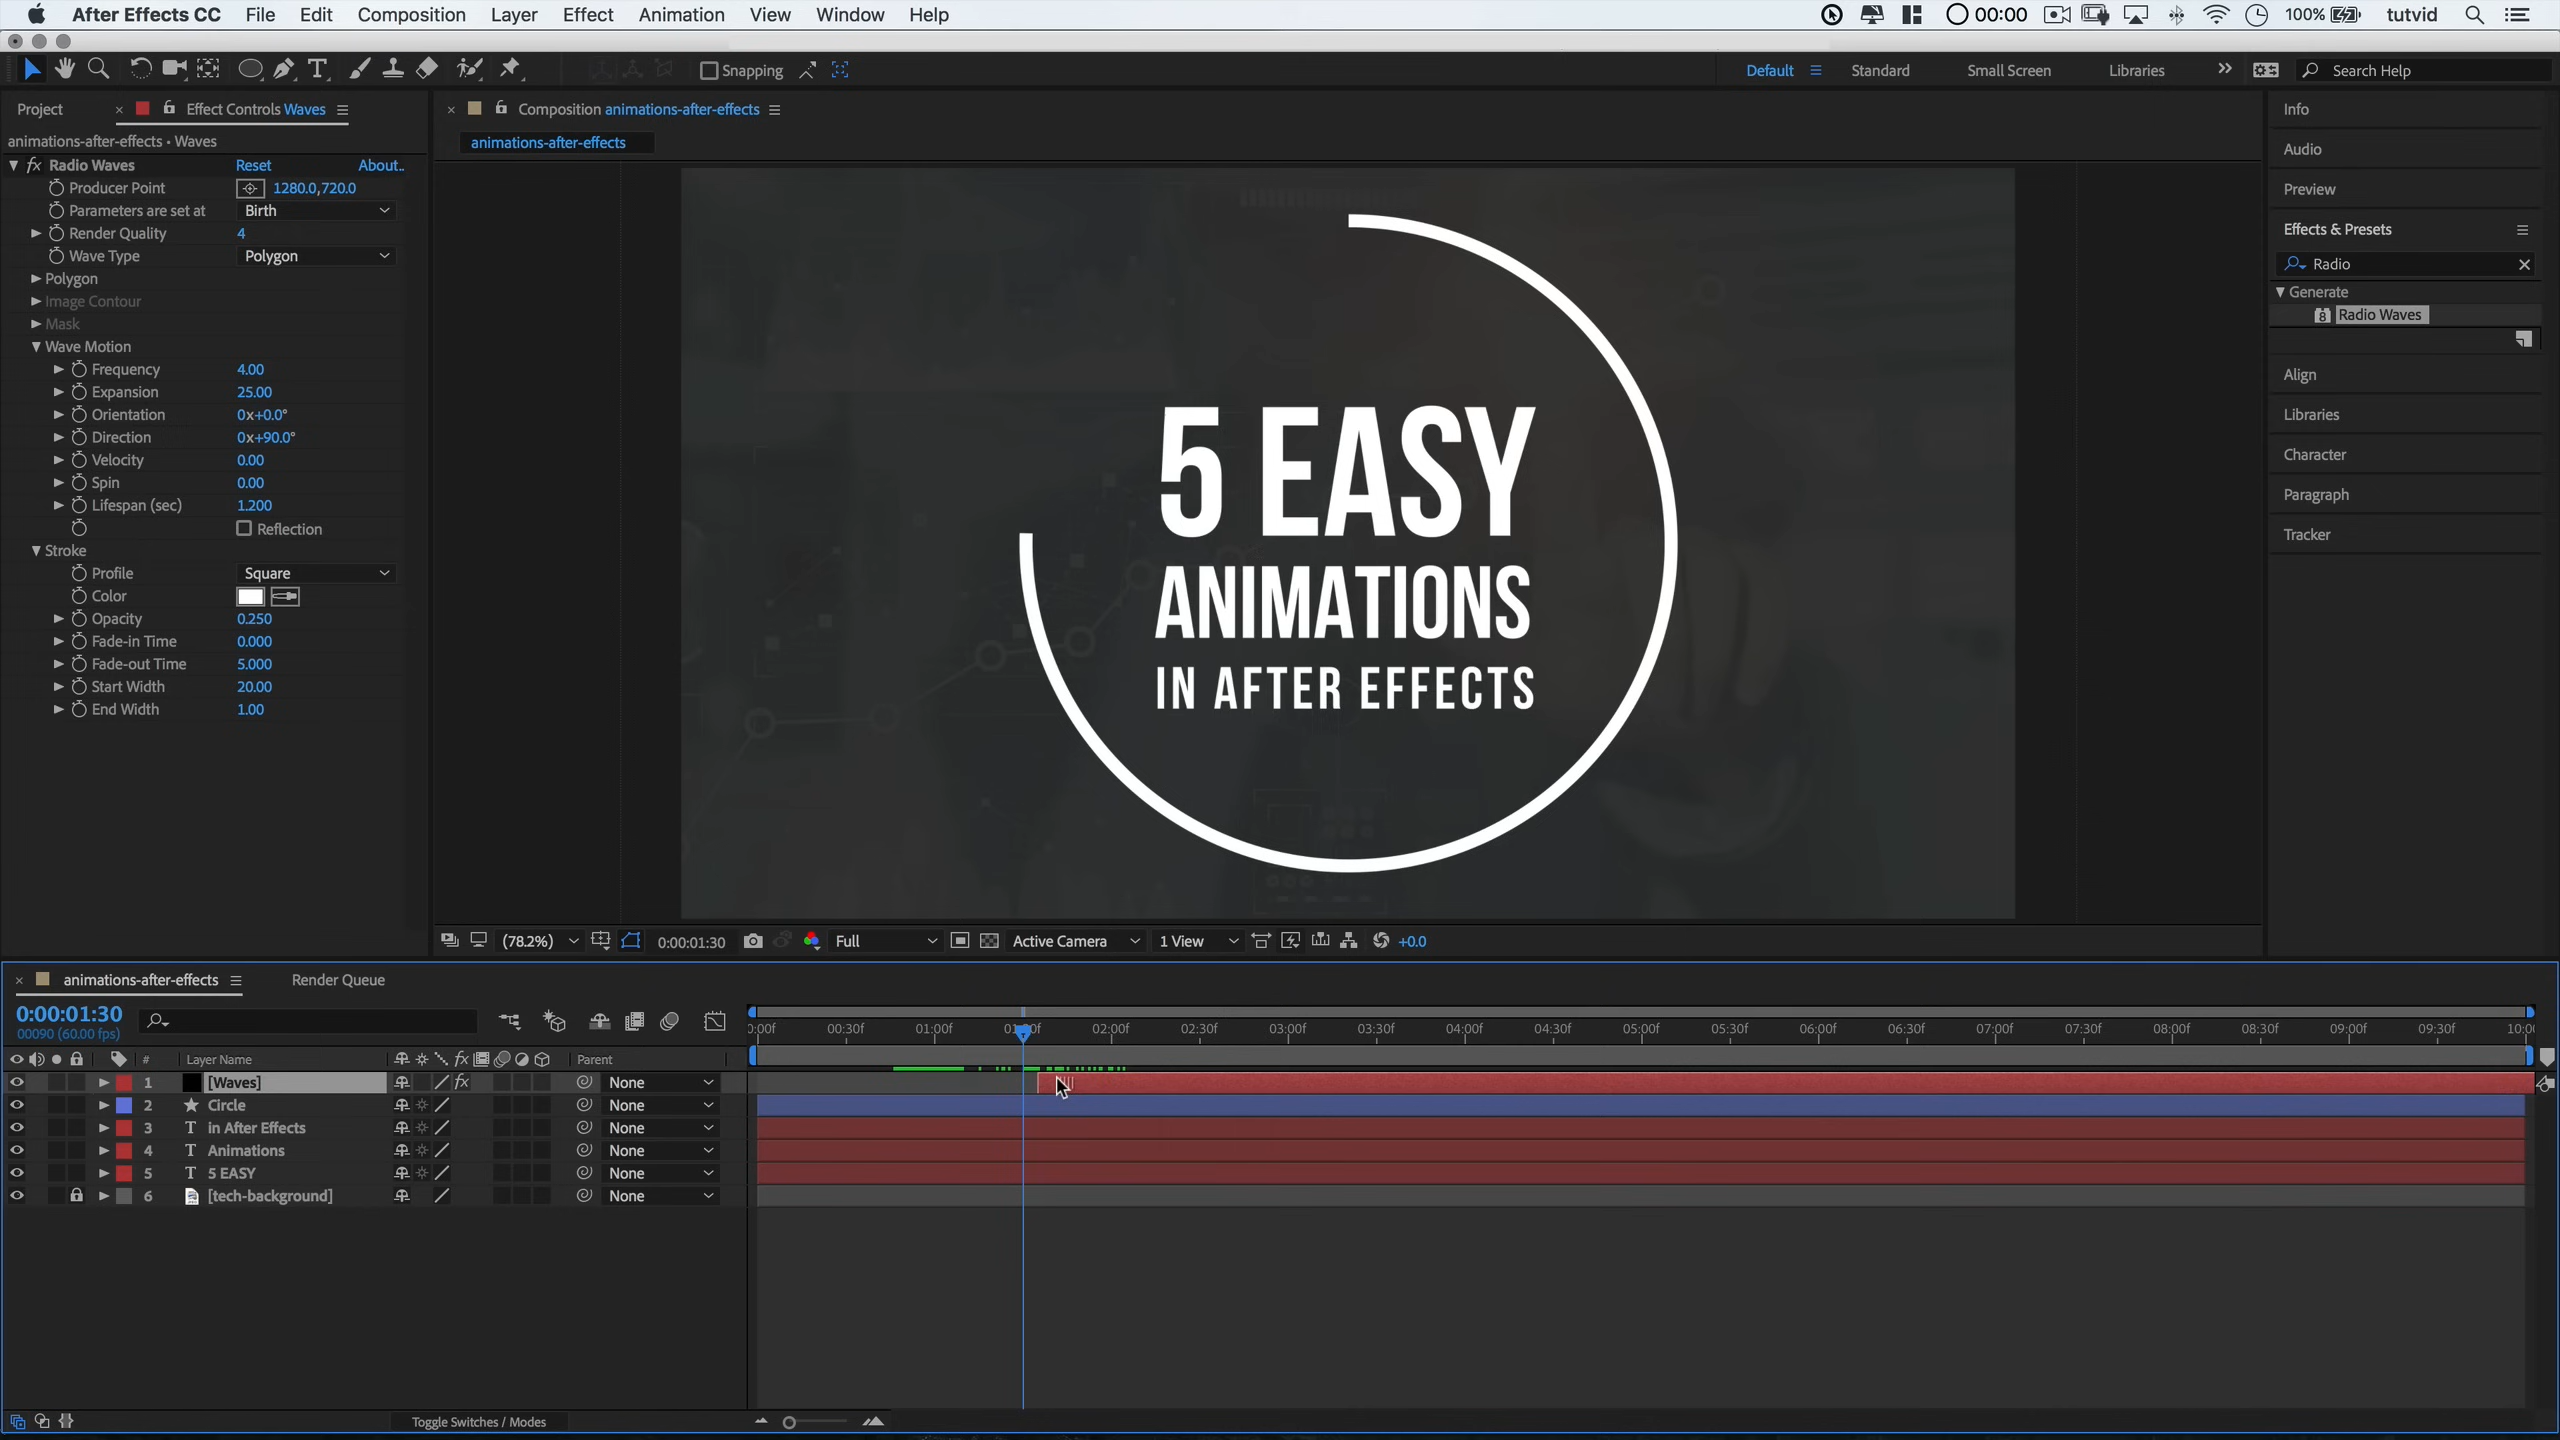 After Effects CC File Edit Composition Layer Effect Animation View Window Help 00:00 100% tutvid
Snapping Default Standard Small Screen Libraries Search Help
Project Effect Controls Waves
animations-after-effects • Waves
Radio Waves Reset About..
Producer Point 1280.0,720.0
Parameters are set at Birth
Render Quality 4
Wave Type Polygon
Polygon
Image Contour
Mask
Wave Motion
Frequency 4.00
Expansion 25.00
Orientation 0x+0.0°
Direction 0x+90.0°
Velocity 0.00
Spin 0.00
Lifespan (sec) 1.200
Reflection
Stroke
Profile Square
Color
Opacity 0.250
Fade-in Time 0.000
Fade-out Time 5.000
Start Width 20.00
End Width 1.00
Composition animations-after-effects
animations-after-effects
5 EASY
ANIMATIONS
IN AFTER EFFECTS
(78.2%) 0:00:01:30 Full Active Camera 1 View +0.0
Info
Audio
Preview
Effects & Presets
Radio
Generate
8 Radio Waves
Align
Libraries
Character
Paragraph
Tracker
animations-after-effects Render Queue
0:00:01:30
00090 (60.00 fps)
00:30f 01:00f 02:00f 02:30f 03:00f 03:30f 04:00f 04:30f 05:00f 05:30f 06:00f 06:30f 07:00f 07:30f 08:00f 08:30f 09:00f 09:30f
# Layer Name fx Parent
1 [Waves] fx None
2 Circle None
3 T in After Effects None
4 T Animations None
5 T 5 EASY None
6 [tech-background] None
Toggle Switches / Modes